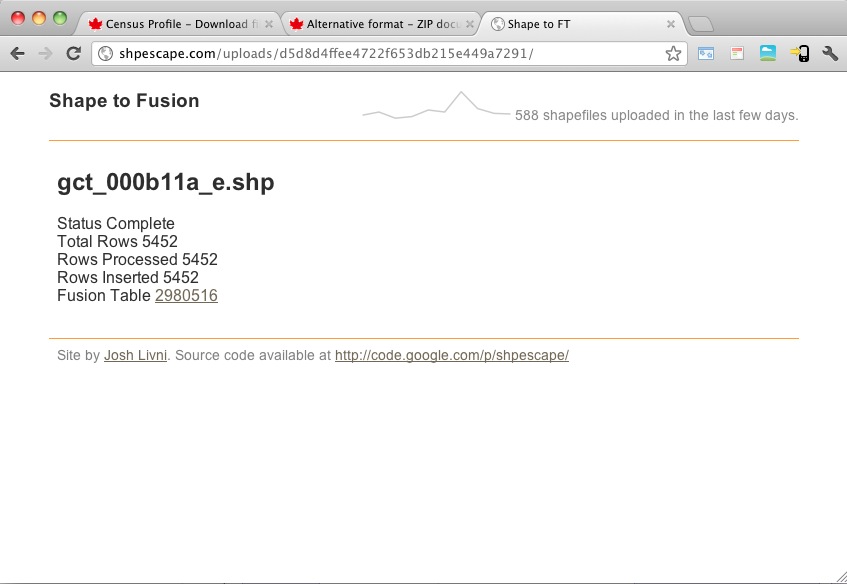 Census Profile – Download
Alternative format – ZIP
Shape to FT
shpescape.com/uploads/d5d8d4ffee4722f653db215e449a7291/
Shape to Fusion
588 shapefiles uploaded in the last few days.
gct_000b11a_e.shp
Status Complete
Total Rows 5452
Rows Processed 5452
Rows Inserted 5452
Fusion Table 2980516
Site by Josh Livni. Source code available at http://code.google.com/p/shpescape/